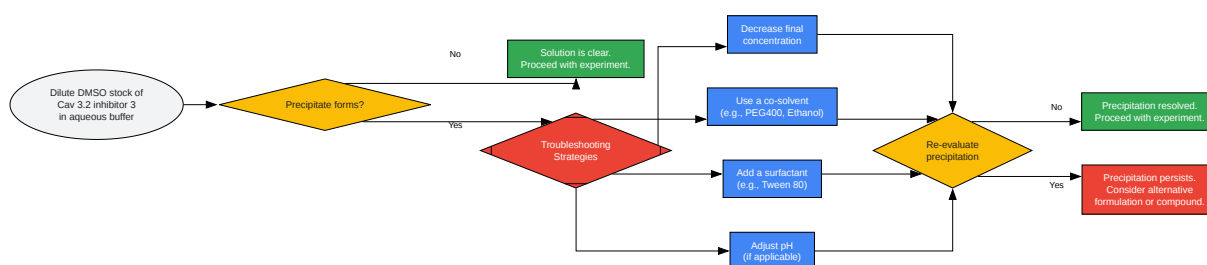 Dilute DMSO stock of
Cav 3.2 inhibitor 3
in aqueous buffer
Precipitate forms?
No
Yes
Solution is clear.
Proceed with experiment.
Troubleshooting
Strategies
Decrease final
concentration
Use a co-solvent
(e.g., PEG400, Ethanol)
Add a surfactant
(e.g., Tween 80)
Adjust pH
(if applicable)
Re-evaluate
precipitation
No
Yes
Precipitation resolved.
Proceed with experiment.
Precipitation persists.
Consider alternative
formulation or compound.